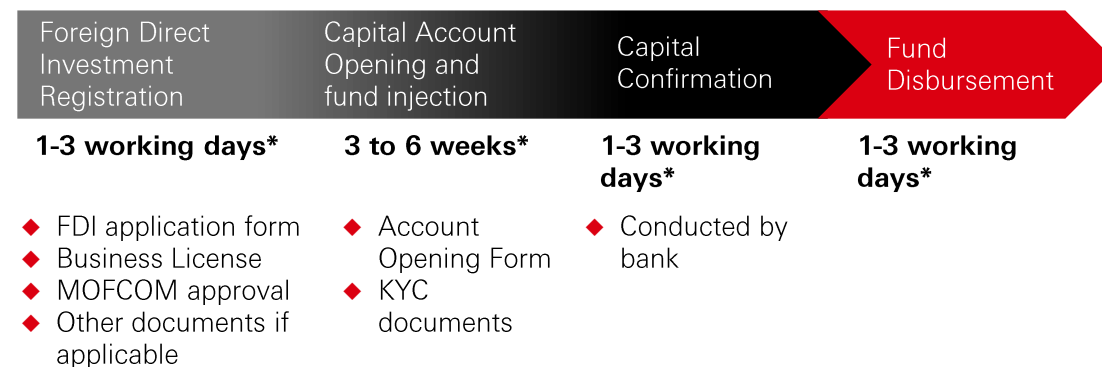 Foreign Direct
Investment
Registration
Capital Account
Opening and
fund injection
Capital
Confirmation
Fund
Disbursement
1-3 working days*
3 to 6 weeks*
1-3 working
days*
1-3 working
days*
FDI application form
Business License
MOFCOM approval
Other documents if
applicable
Account
Opening Form
KYC
documents
Conducted by
bank